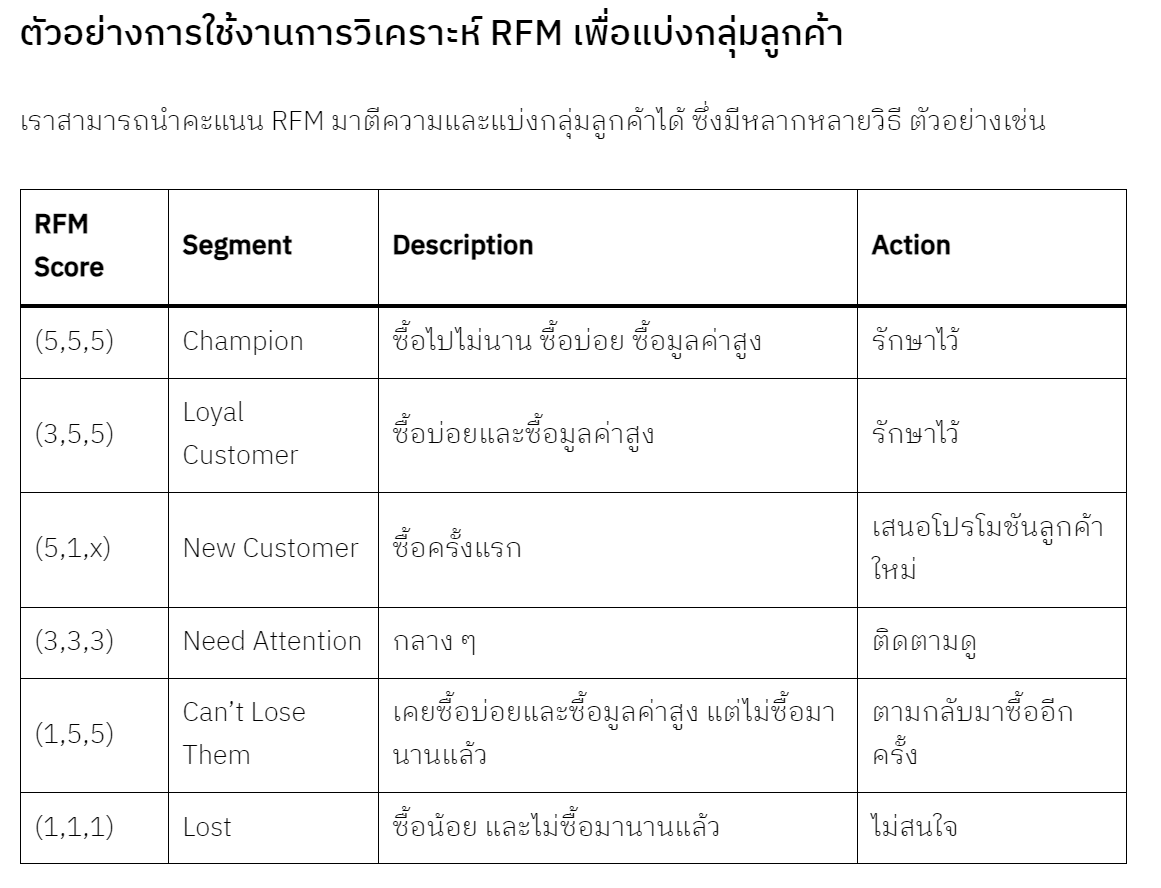 ตัวอย่างการใช้งานการวิเคราะห์ RFM เพื่อแบ่งกลุ่มลูกค้า
เราสามารถนำคะแนน RFM มาตีความและแบ่งกลุ่มลูกค้าได้ ซึ่งมีหลากหลายวิธี ตัวอย่างเช่น
RFM
Score
Segment
Description
Action
(5,5,5)
Champion
ซื้อไปไม่นาน ซื้อบ่อย ซื้อมูลค่าสูง
รักษาไว้
(3,5,5)
Loyal
Customer
ซื้อบ่อยและซื้อมูลค่าสูง
รักษาไว้
(5,1,x)
New Customer
ซื้อครั้งแรก
เสนอโปรโมชันลูกค้า
ใหม่
(3,3,3)
Need Attention
กลาง ๆ
ติดตามดู
(1,5,5)
Can’t Lose
Them
เคยซื้อบ่อยและซื้อมูลค่าสูง แต่ไม่ซื้อมา
นานแล้ว
ตามกลับมาซื้ออีก
ครั้ง
(1,1,1)
Lost
ซื้อน้อย และไม่ซื้อมานานแล้ว
ไม่สนใจ